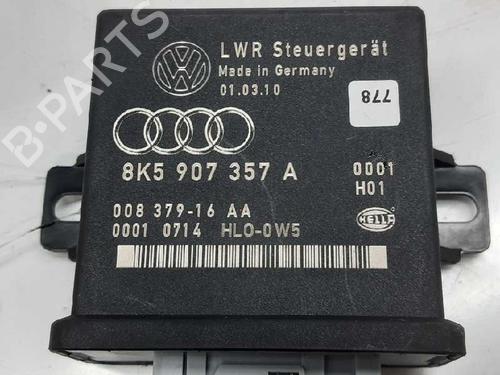 B-PARTS
LWR Steuergerät
Made in Germany
01.03.10
778
8K5 907 357 A
0001
H01
008 379-16 AA
0001 0714 HLO-0W5
HELLA